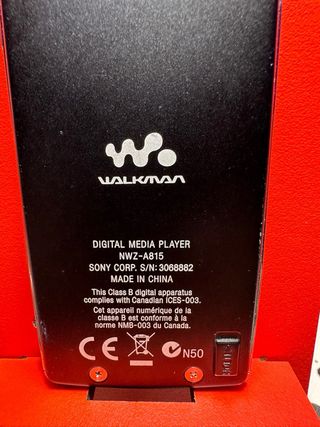 WALKMAN
DIGITAL MEDIA PLAYER
NWZ-A815
SONY CORP. S/N: 3068882
MADE IN CHINA
This Class B digital apparatus
complies with Canadian ICES-003.
Cet appareil numérique de la
classe B est conforme à la
norme NMB-003 du Canada.
CE N50